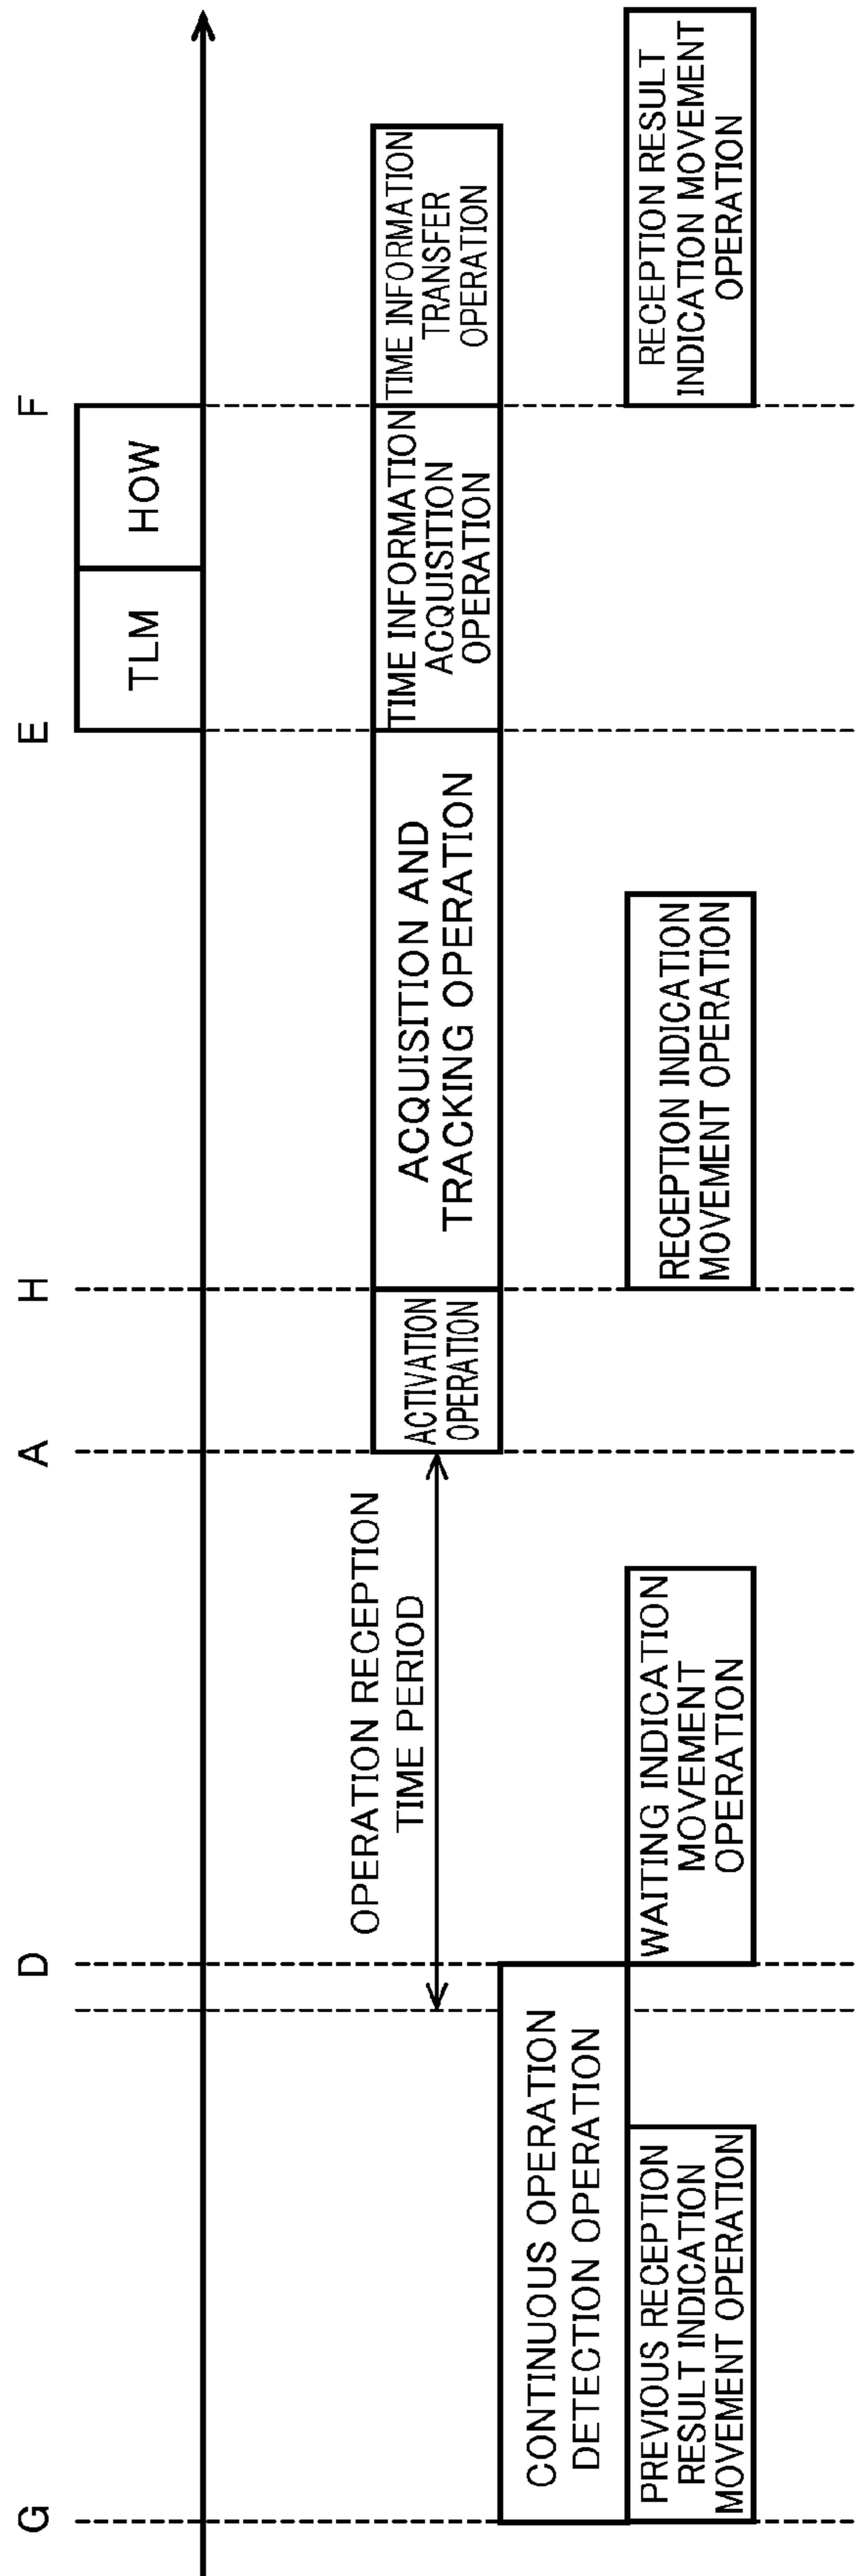 G
D
A
H
E
F
TLM
HOW
OPERATION RECEPTION
TIME PERIOD
ACTIVATION
OPERATION
ACQUISITION AND
TRACKING OPERATION
TIME INFORMATION
ACQUISITION
OPERATION
TIME INFORMATION
TRANSFER
OPERATION
CONTINUOUS OPERATION
DETECTION OPERATION
PREVIOUS RECEPTION
RESULT INDICATION
MOVEMENT OPERATION
WAITING INDICATION
MOVEMENT
OPERATION
RECEPTION INDICATION
MOVEMENT OPERATION
RECEPTION RESULT
INDICATION MOVEMENT
OPERATION